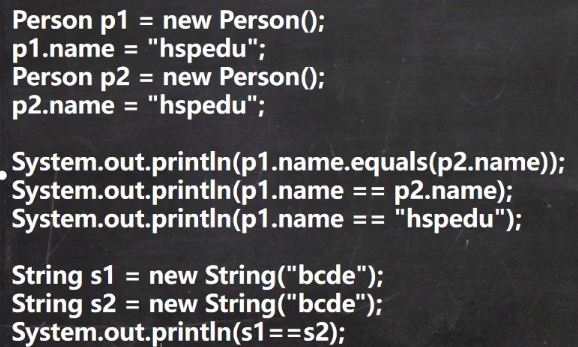 Person p1 = new Person();
p1.name = "hspedu";
Person p2 = new Person();
p2.name = "hspedu";
System.out.println(p1.name.equals(p2.name));
System.out.println(p1.name == p2.name);
System.out.println(p1.name == "hspedu");
String s1 = new String("bcde");
String s2 = new String("bcde");
System.out.println(s1==s2);